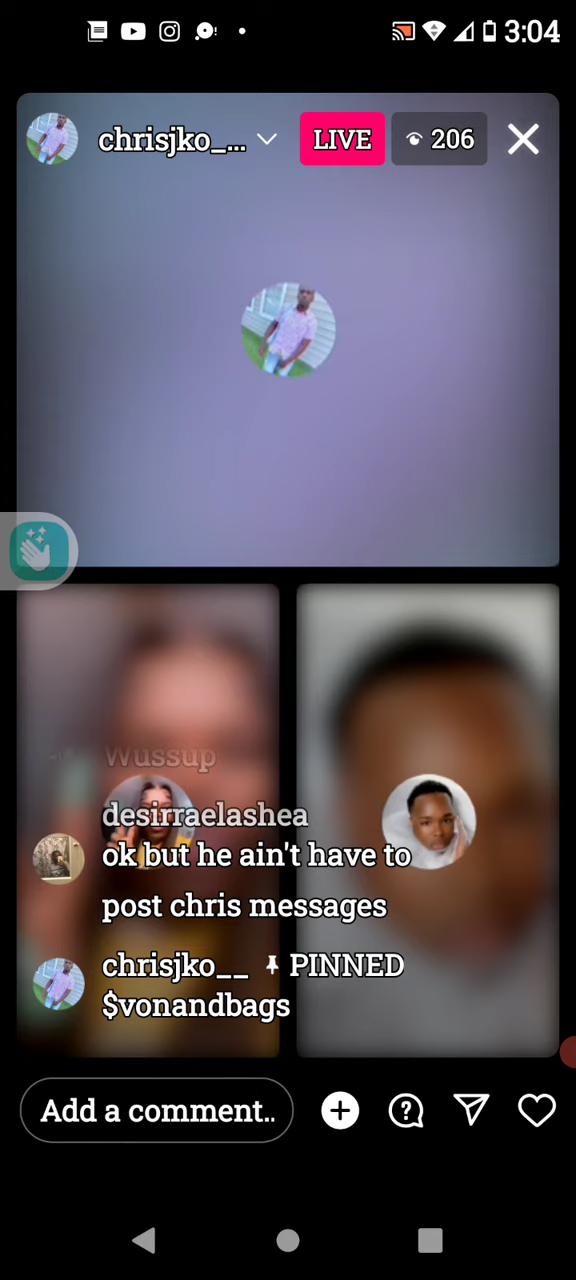 3:04
chrisjko_...
LIVE
206
Wussup
desirraelashea
ok but he ain't have to
post chris messages
chrisjko__ PINNED
$vonandbags
Add a comment..